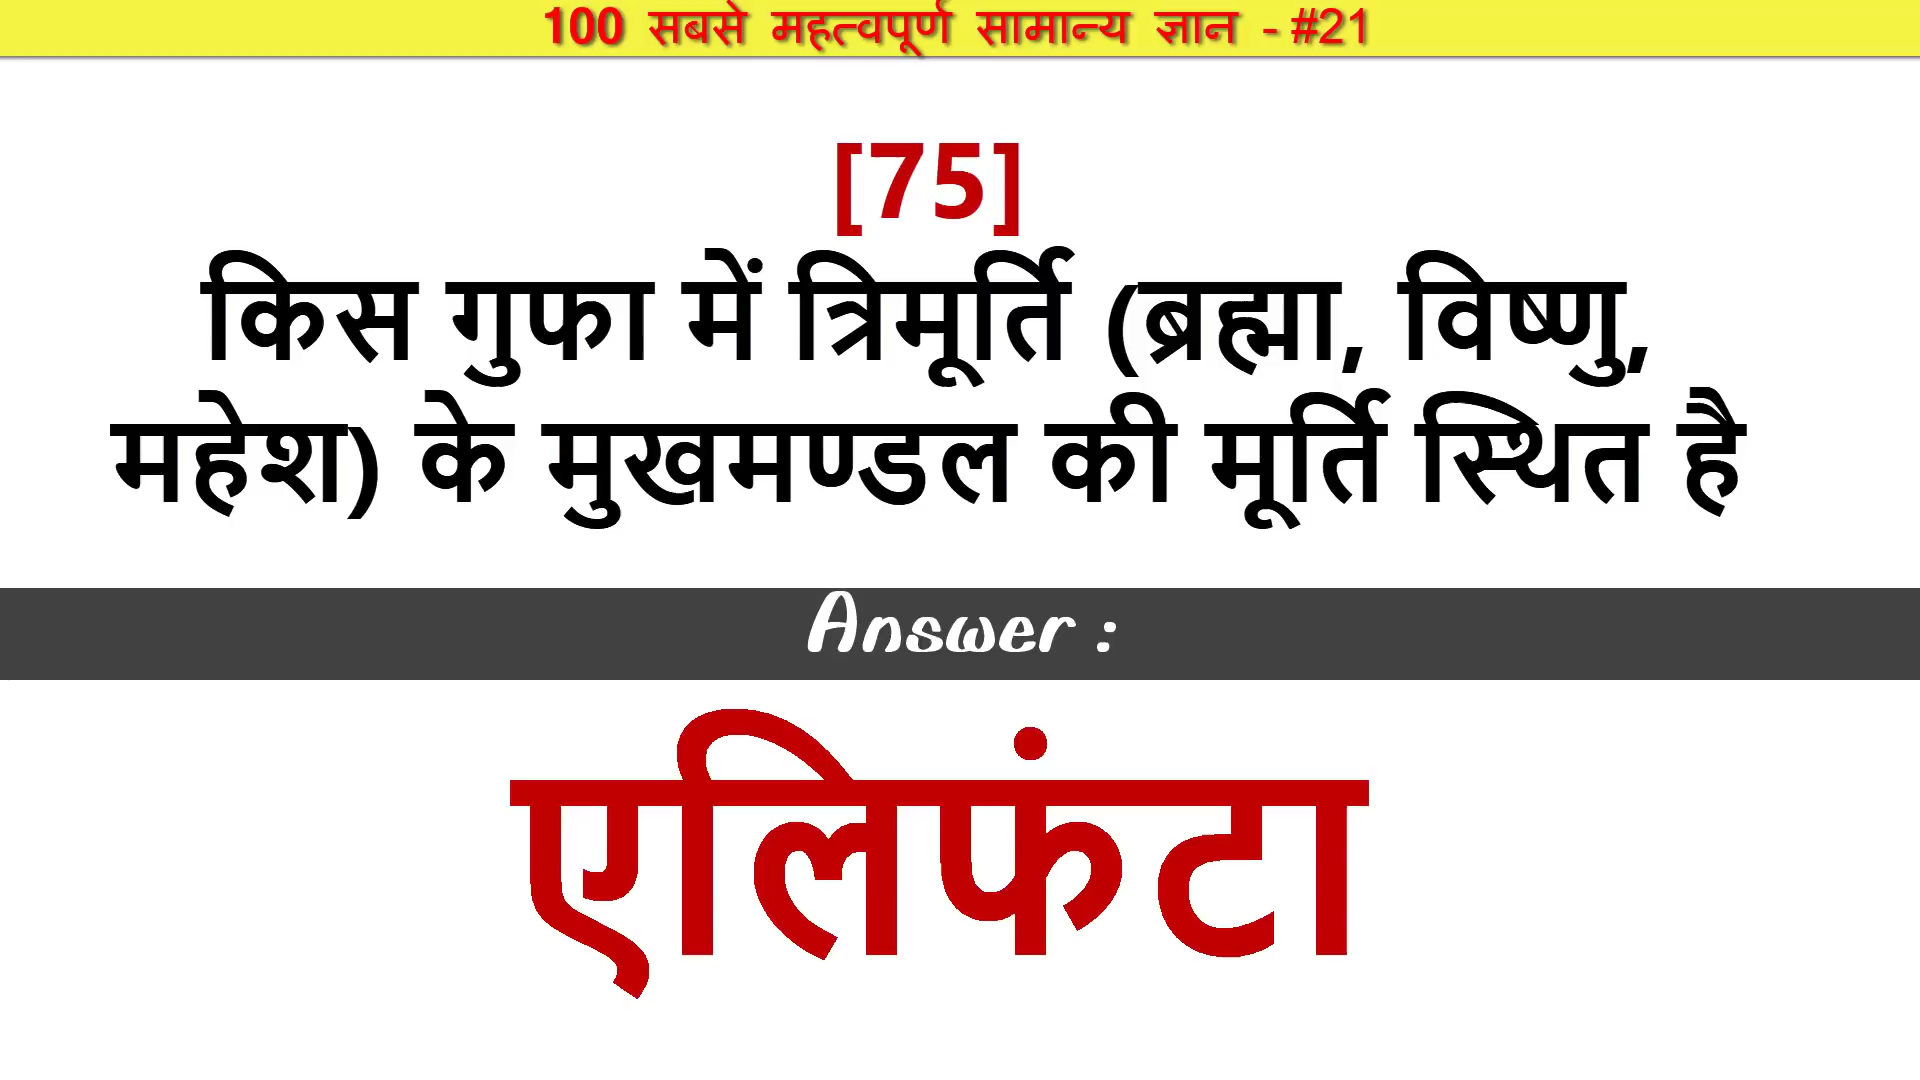 100 सबसे महत्वपूर्ण सामान्य ज्ञान - #21
[75]
किस गुफा में त्रिमूर्ति (ब्रह्मा, विष्णु,
महेश) के मुखमण्डल की मूर्ति स्थित है
Answer :
एलिफंटा